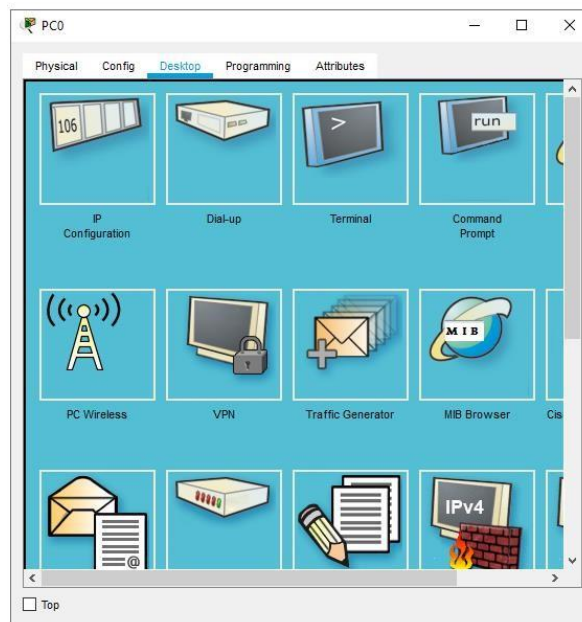 PC0
Physical Config Desktop Programming Attributes
106
>
run
IP
Configuration
Dial-up
Terminal
Command
Prompt
MIB
PC Wireless
VPN
Traffic Generator
MIB Browser
Cis
@
IPv4
Top